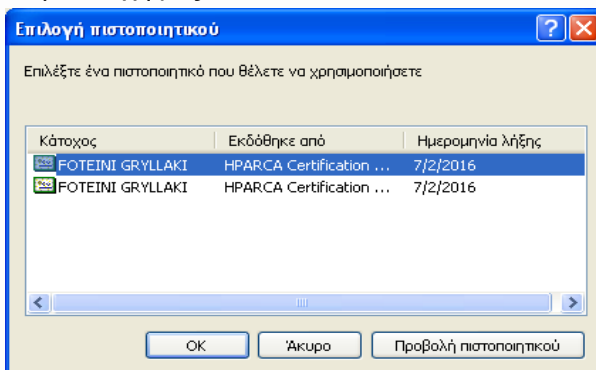 Επιλογή πιστοποιητικού
Επιλέξτε ένα πιστοποιητικό που θέλετε να χρησιμοποιήσετε
Κάτοχος Εκδόθηκε από Ημερομηνία λήξης
FOTEINI GRYLLAKI HPARCA Certification ... 7/2/2016
FOTEINI GRYLLAKI HPARCA Certification ... 7/2/2016
OK Άκυρο Προβολή πιστοποιητικού